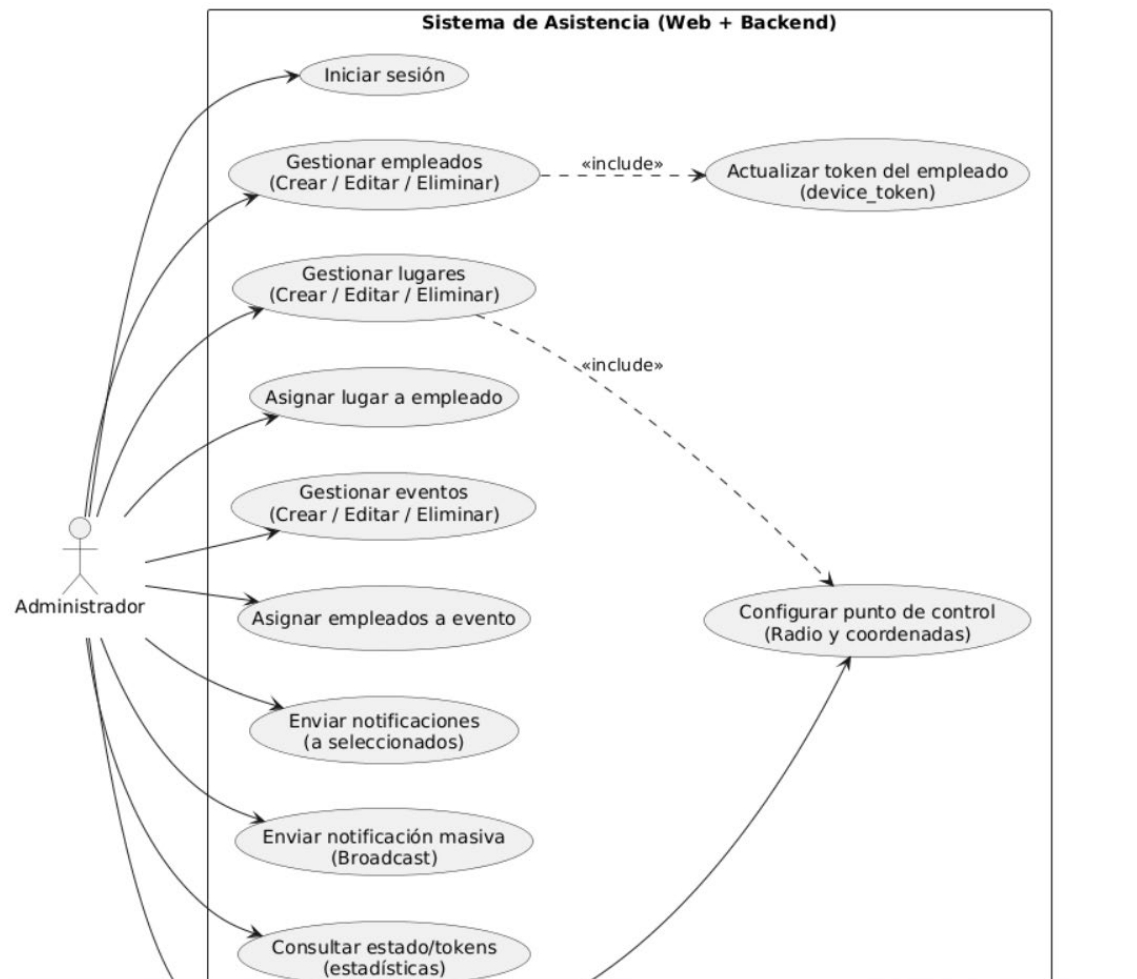 Sistema de Asistencia (Web + Backend)
Iniciar sesión
Gestionar empleados
(Crear / Editar / Eliminar)
«include»
Actualizar token del empleado
(device_token)
Gestionar lugares
(Crear / Editar / Eliminar)
«include»
Asignar lugar a empleado
Gestionar eventos
(Crear / Editar / Eliminar)
Administrador
Asignar empleados a evento
Configurar punto de control
(Radio y coordenadas)
Enviar notificaciones
(a seleccionados)
Enviar notificación masiva
(Broadcast)
Consultar estado/tokens
(estadísticas)